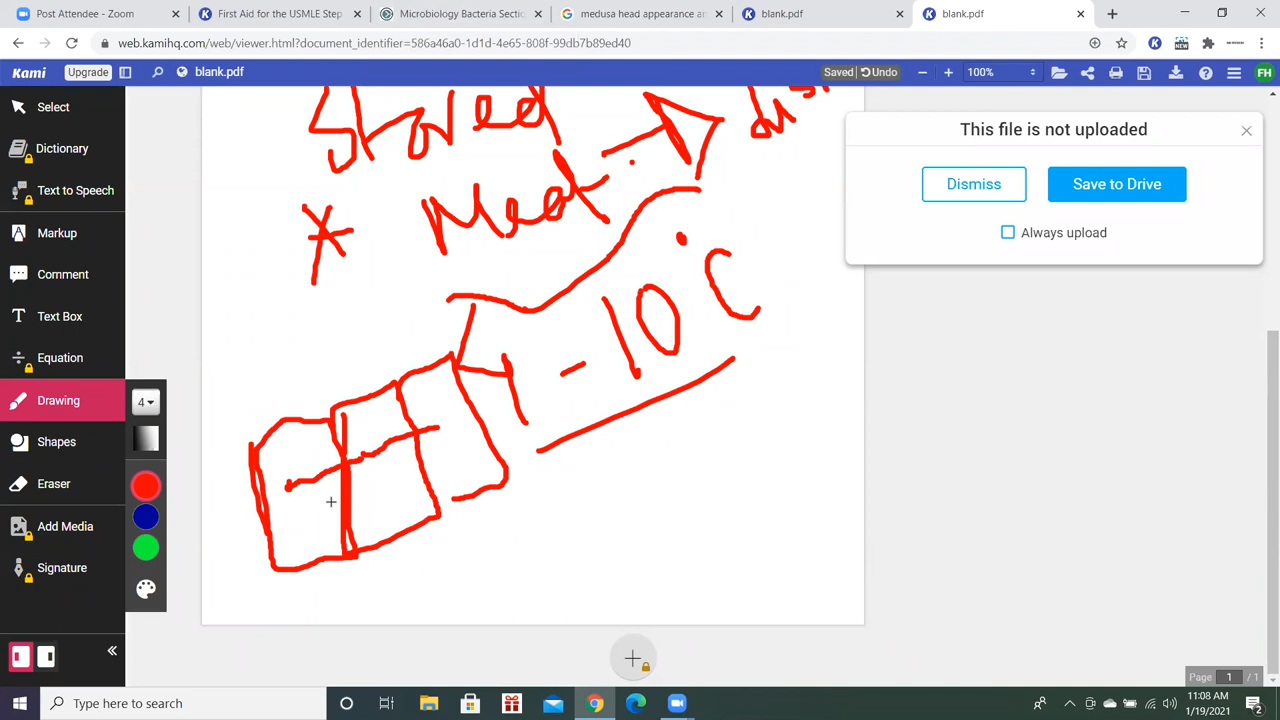 Post Attendee - Zoom
First Aid for the USMLE Step
Microbiology Bacteria Secti
medusa head appearance an
blank.pdf
blank.pdf
web.kamihq.com/web/viewer.html?document_identifier=586a46a0-1d1d-4e65-808f-99db7b89ed40
NEW
Kami
Upgrade
blank.pdf
Saved
Undo
100%
FH
Select
Dictionary
Text to Speech
Markup
Comment
Text Box
Equation
Drawing
Shapes
Eraser
Add Media
Signature
4
Stored
* Meat
-10°C
This file is not uploaded
Dismiss
Save to Drive
Always upload
Page 1 / 1
Type here to search
11:08 AM
1/19/2021
2